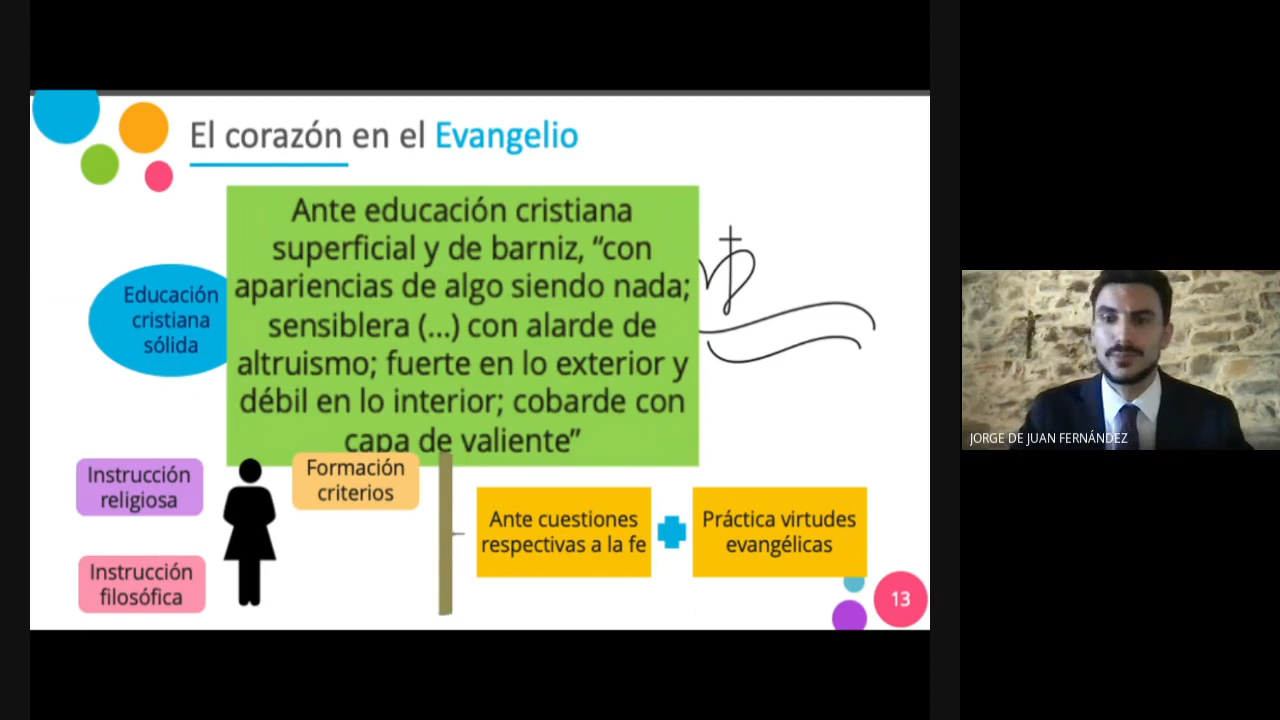 El corazón en el Evangelio
Ante educación cristiana
superficial y de barniz, “con
apariencias de algo siendo nada;
sensiblera (...) con alarde de
altruismo; fuerte en lo exterior y
débil en lo interior; cobarde con
capa de valiente”
Educación
cristiana
sólida
Instrucción
religiosa
Formación
criterios
Instrucción
filosófica
Ante cuestiones
respectivas a la fe
Práctica virtudes
evangélicas
13
JORGE DE JUAN FERNÁNDEZ